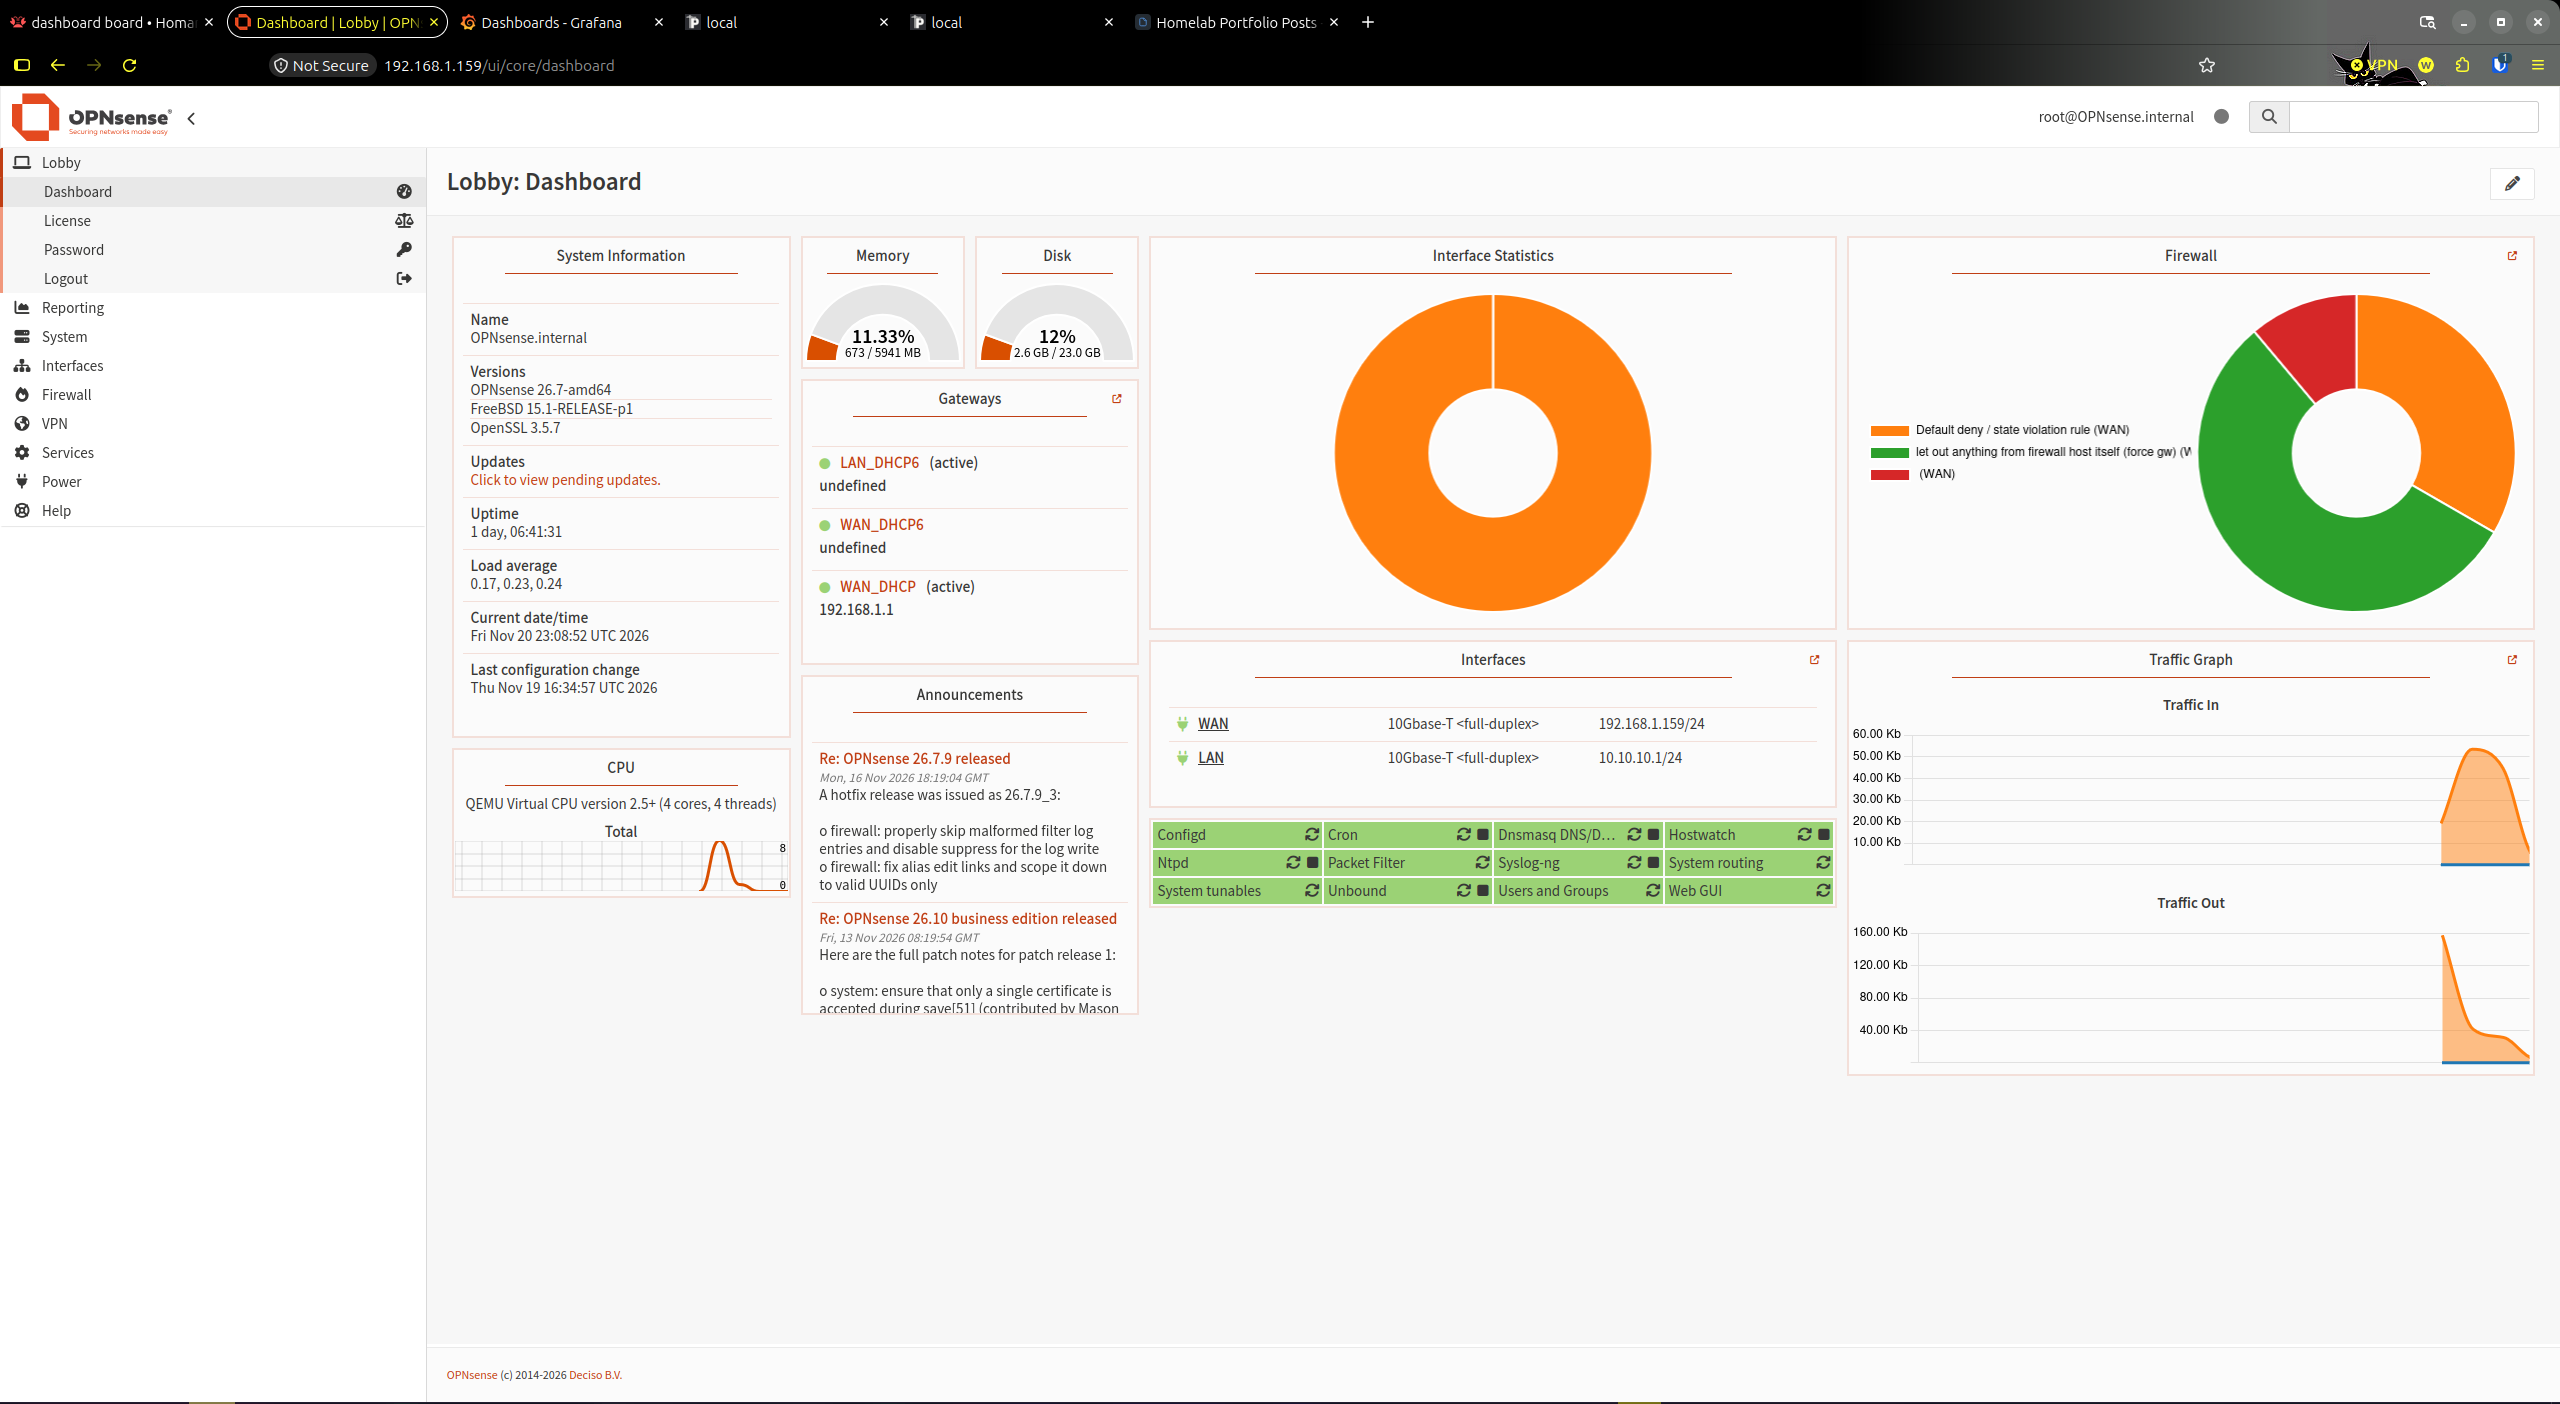 dashboard board • Homa
Dashboard | Lobby | OPN
Dashboards - Grafana
local
local
Homelab Portfolio Posts
Not Secure
192.168.1.159/ui/core/dashboard
VPN
W
1
OPNsense®
Securing networks made easy
root@OPNsense.internal
Lobby
Dashboard
License
Password
Logout
Reporting
System
Interfaces
Firewall
VPN
Services
Power
Help
Lobby: Dashboard
System Information
Name
OPNsense.internal
Versions
OPNsense 26.7-amd64
FreeBSD 15.1-RELEASE-p1
OpenSSL 3.5.7
Updates
Click to view pending updates.
Uptime
1 day, 06:41:31
Load average
0.17, 0.23, 0.24
Current date/time
Fri Nov 20 23:08:52 UTC 2026
Last configuration change
Thu Nov 19 16:34:57 UTC 2026
CPU
QEMU Virtual CPU version 2.5+ (4 cores, 4 threads)
Total
8
0
Memory
11.33%
673 / 5941 MB
Disk
12%
2.6 GB / 23.0 GB
Gateways
LAN_DHCP6 (active)
undefined
WAN_DHCP6
undefined
WAN_DHCP (active)
192.168.1.1
Announcements
Re: OPNsense 26.7.9 released
Mon, 16 Nov 2026 18:19:04 GMT
A hotfix release was issued as 26.7.9_3:
o firewall: properly skip malformed filter log
entries and disable suppress for the log write
o firewall: fix alias edit links and scope it down
to valid UUIDs only
Re: OPNsense 26.10 business edition released
Fri, 13 Nov 2026 08:19:54 GMT
Here are the full patch notes for patch release 1:
o system: ensure that only a single certificate is
accepted during save[51] (contributed by Mason
Interface Statistics
Interfaces
WAN 10Gbase-T <full-duplex> 192.168.1.159/24
LAN 10Gbase-T <full-duplex> 10.10.10.1/24
Configd Cron Dnsmasq DNS/D... Hostwatch
Ntpd Packet Filter Syslog-ng System routing
System tunables Unbound Users and Groups Web GUI
Firewall
Default deny / state violation rule (WAN)
let out anything from firewall host itself (force gw) (W
(WAN)
Traffic Graph
Traffic In
60.00 Kb
50.00 Kb
40.00 Kb
30.00 Kb
20.00 Kb
10.00 Kb
Traffic Out
160.00 Kb
120.00 Kb
80.00 Kb
40.00 Kb
OPNsense (c) 2014-2026 Deciso B.V.